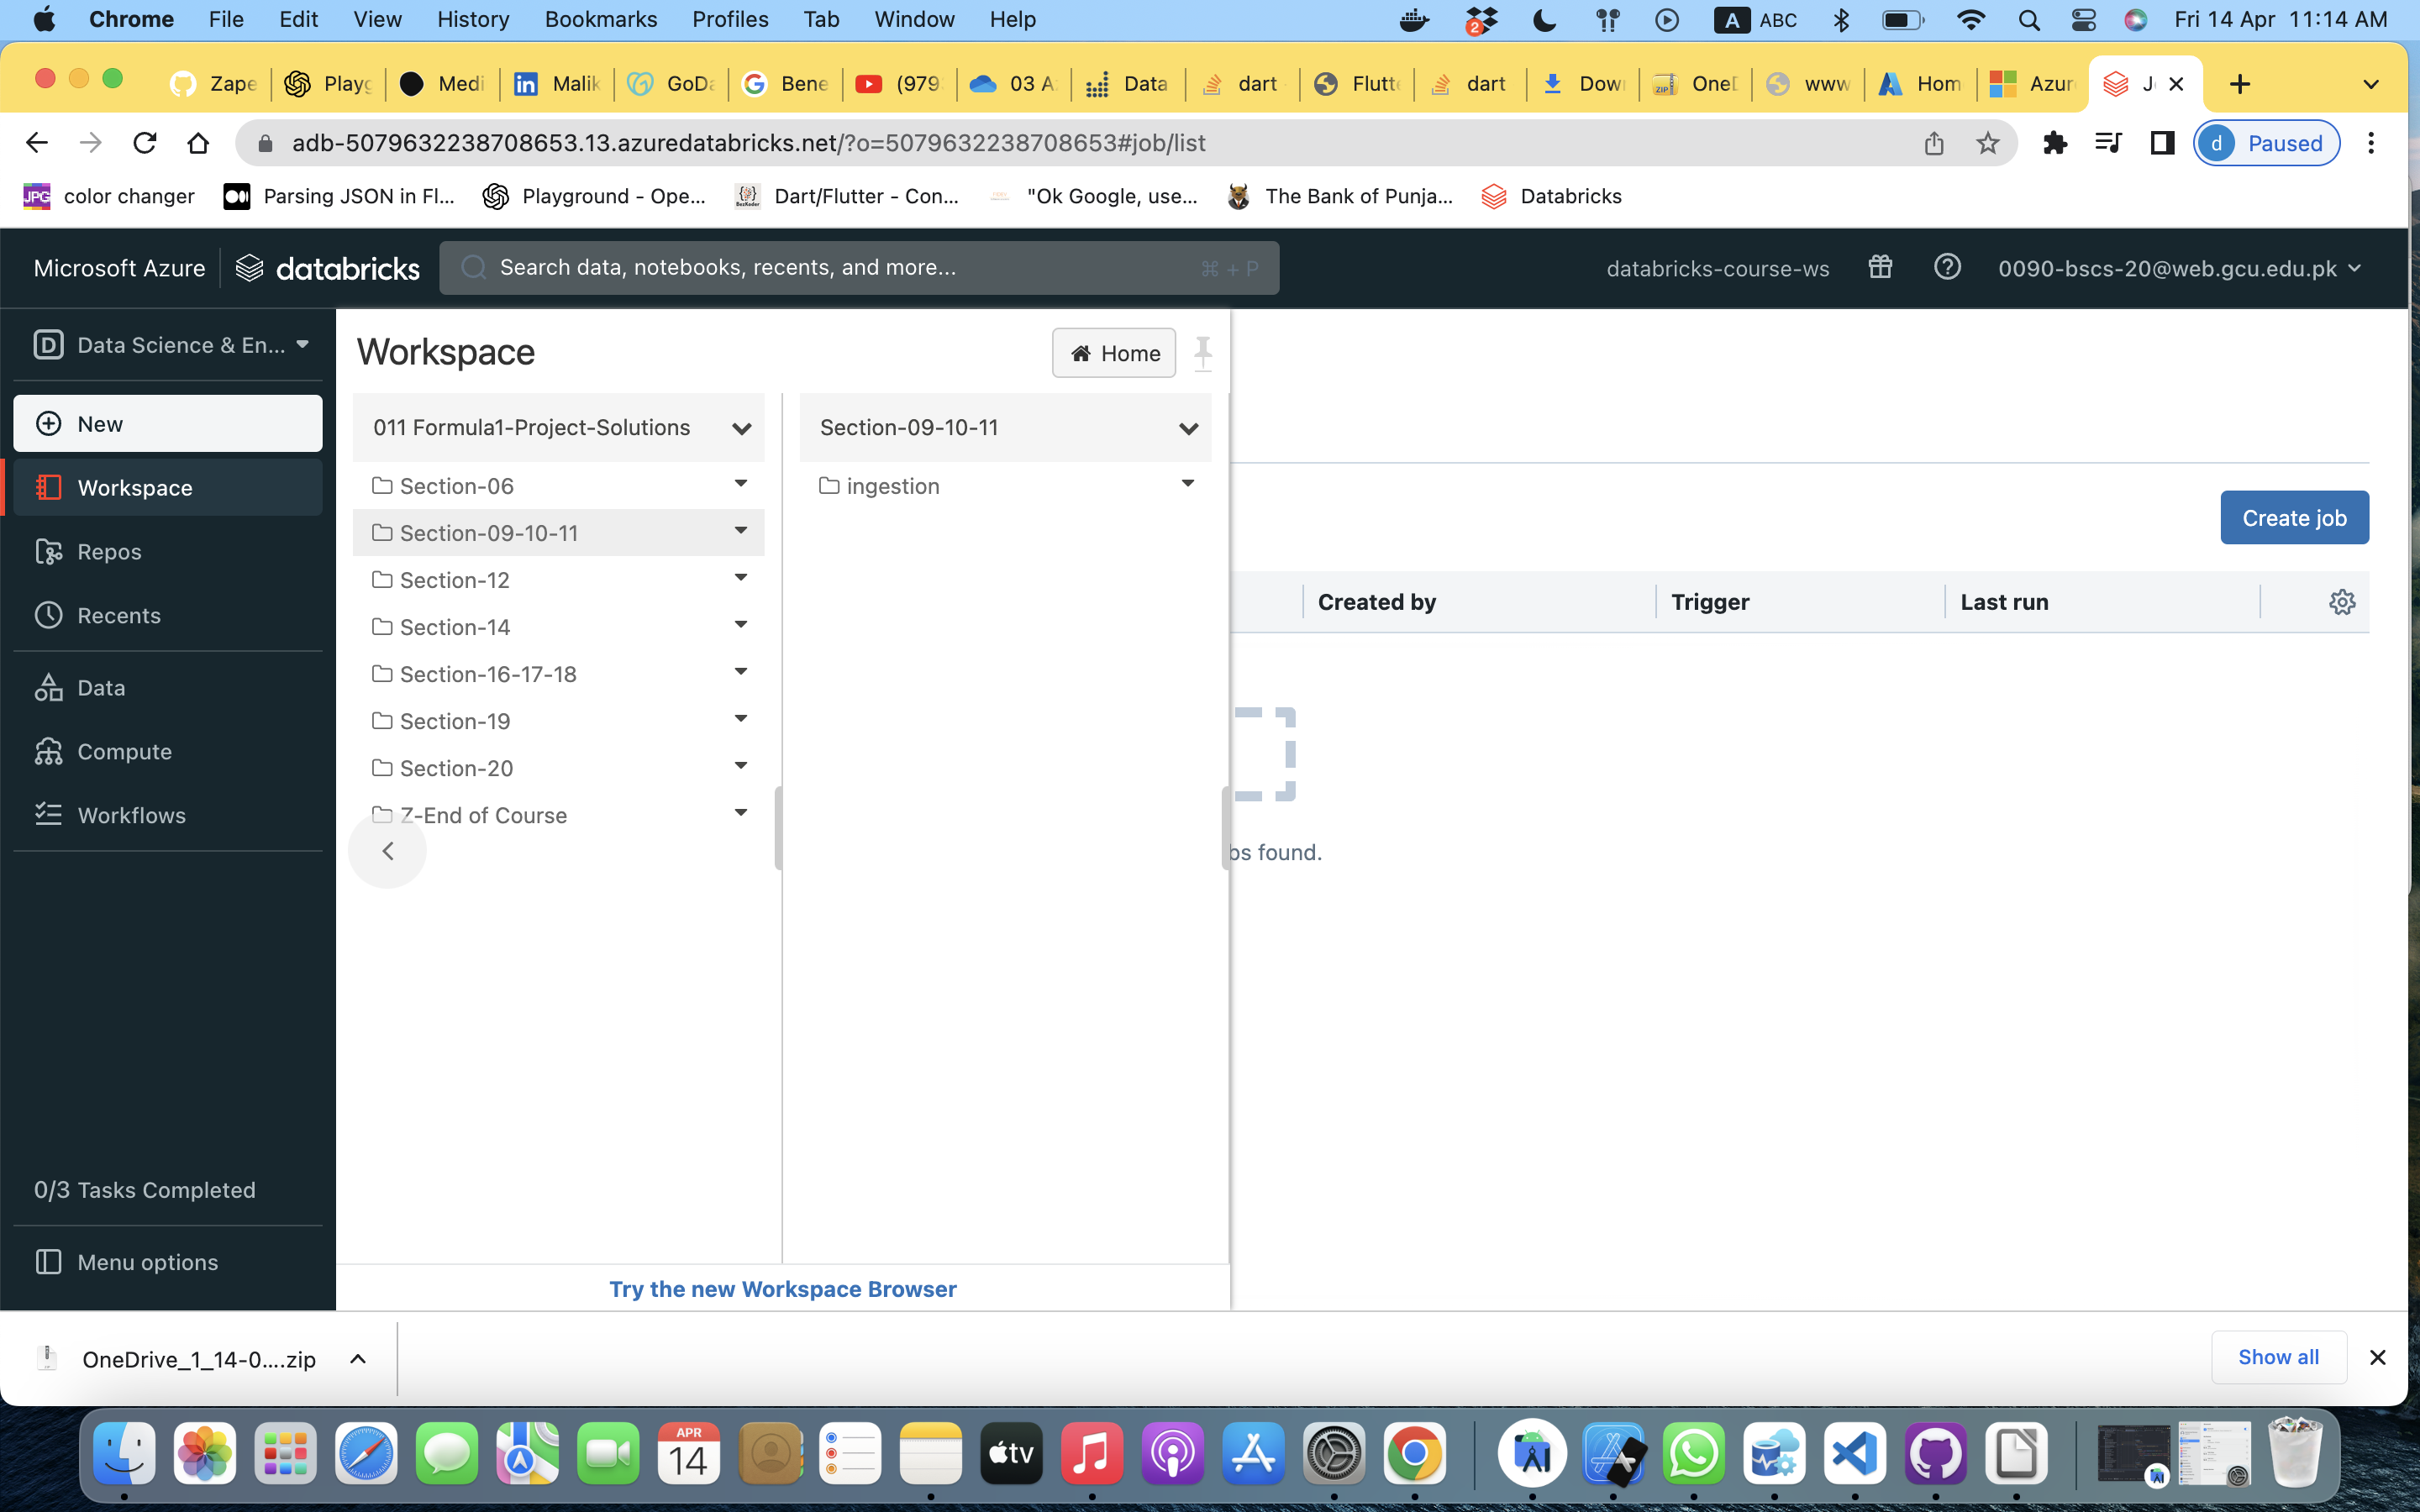 Chrome File Edit View History Bookmarks Profiles Tab Window Help 2 A ABC Fri 14 Apr 11:14 AM
Zape Playg Medi Malik GoDa Bene (979 03 A Data dart Flutt dart Dow OneD www Hom Azur J
adb-5079632238708653.13.azuredatabricks.net/?o=5079632238708653#job/list d Paused
JPG color changer Parsing JSON in Fl... Playground - Ope... Dart/Flutter - Con... "Ok Google, use... The Bank of Punja... Databricks
Microsoft Azure databricks Search data, notebooks, recents, and more... ⌘ + P databricks-course-ws 0090-bscs-20@web.gcu.edu.pk
D Data Science & En...
New
Workspace
Repos
Recents
Data
Compute
Workflows
0/3 Tasks Completed
Menu options
Workspace Home
011 Formula1-Project-Solutions
Section-06
Section-09-10-11
Section-12
Section-14
Section-16-17-18
Section-19
Section-20
Z-End of Course
Section-09-10-11
ingestion
Try the new Workspace Browser
Create job
Created by Trigger Last run
bs found.
OneDrive_1_14-0....zip Show all
APR
14
tv